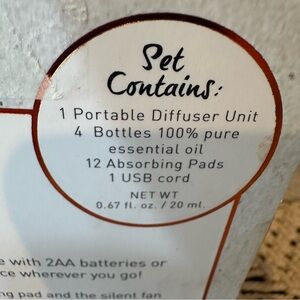 Set
Contains:
1 Portable Diffuser Unit
4 Bottles 100% pure
essential oil
12 Absorbing Pads
1 USB cord
NET WT
0.67 fl. oz. / 20 ml.
with 2AA batteries or
wherever you go!
pad and the silent fan